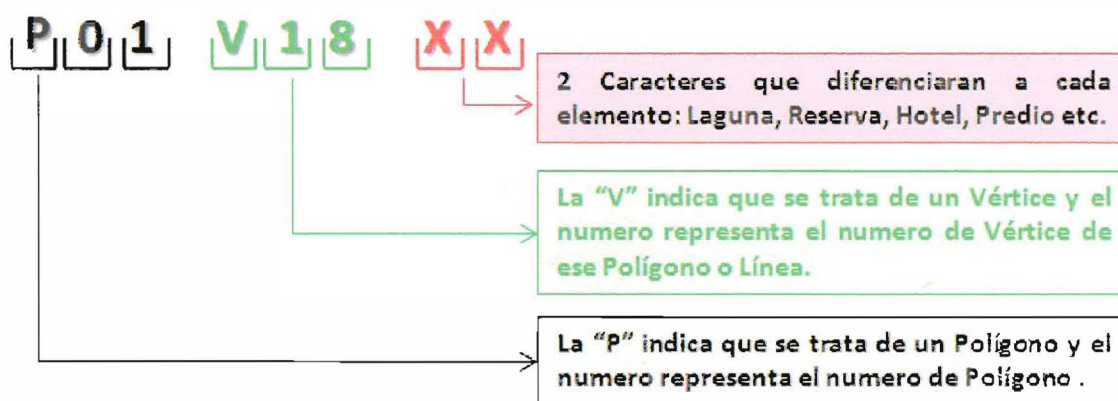 P01 V18 XX
2 Caracteres que diferenciaran a cada
elemento: Laguna, Reserva, Hotel, Predio etc.
La "V" indica que se trata de un Vértice y el
numero representa el numero de Vértice de
ese Polígono o Línea.
La "P" indica que se trata de un Polígono y el
numero representa el numero de Polígono .